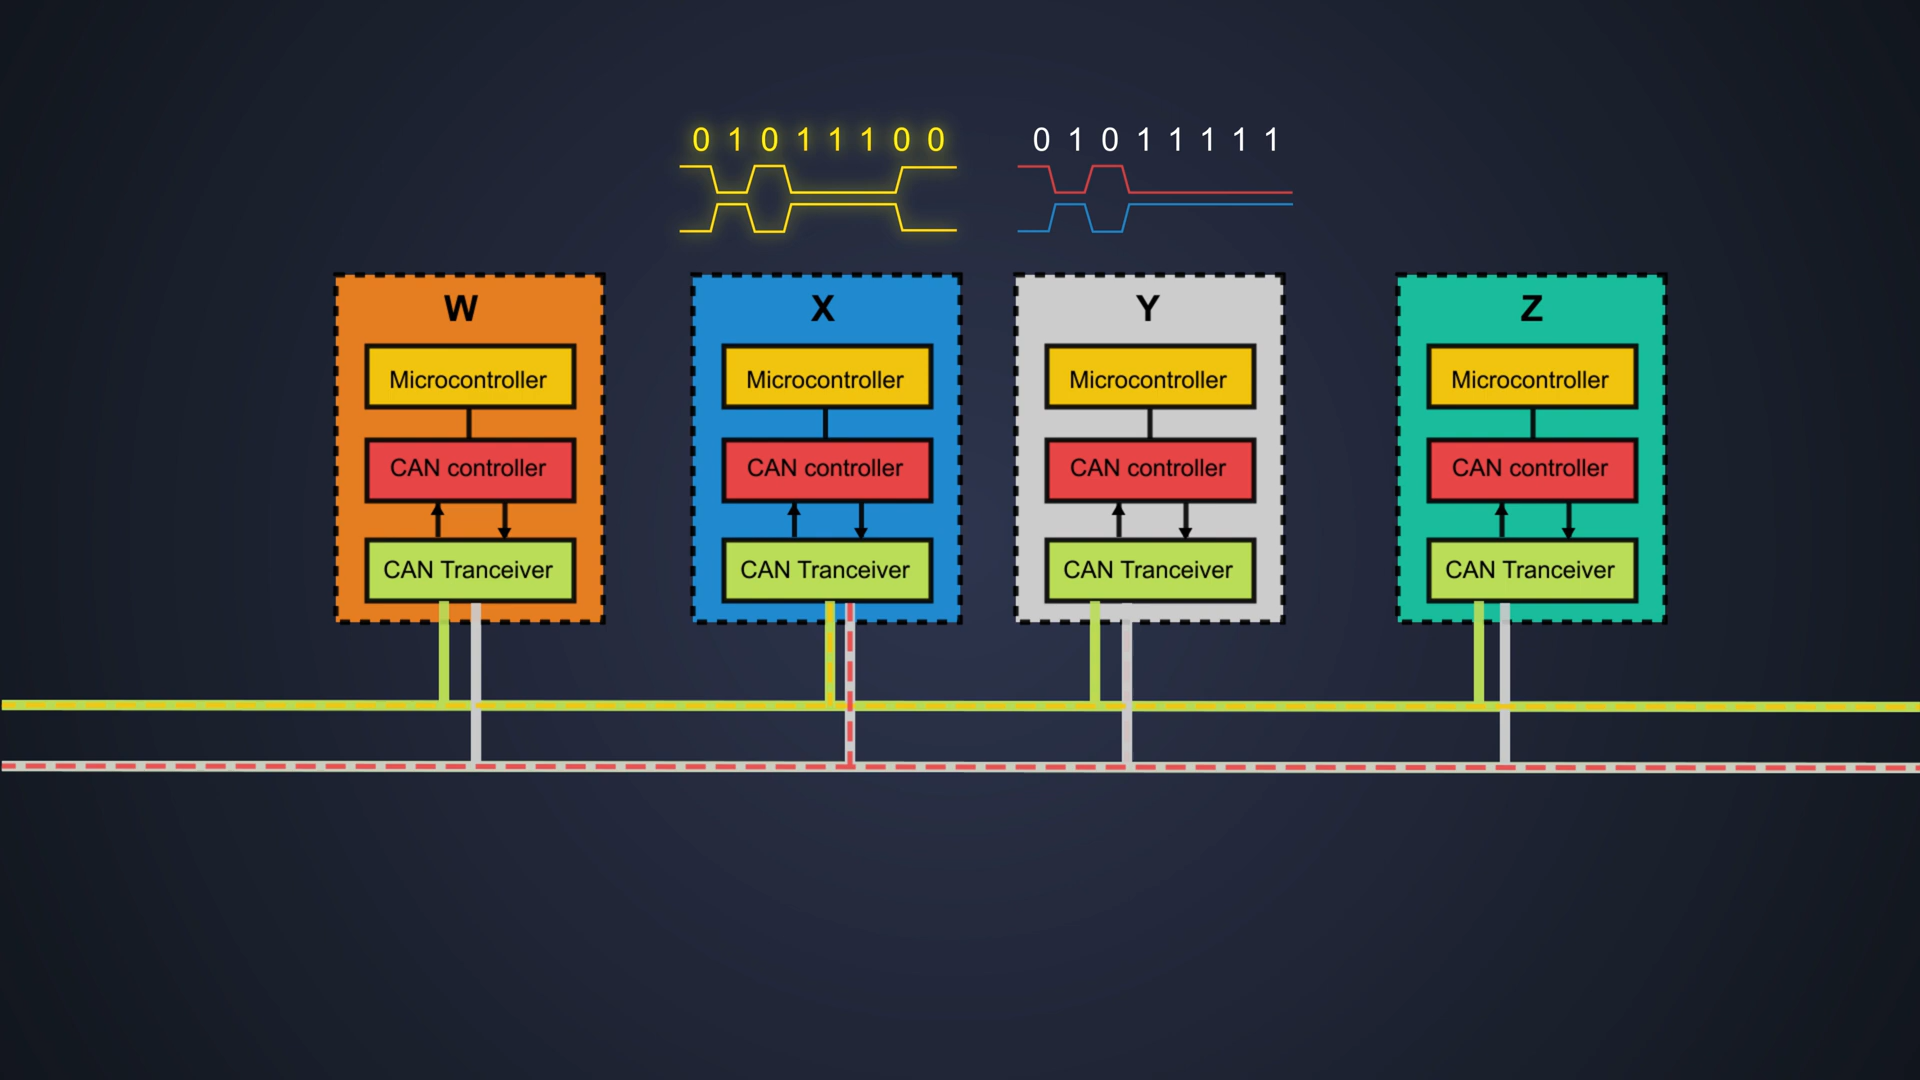 0 1 0 1 1 1 0 0
0 1 0 1 1 1 1 1
W
Microcontroller
CAN controller
CAN Tranceiver
X
Microcontroller
CAN controller
CAN Tranceiver
Y
Microcontroller
CAN controller
CAN Tranceiver
Z
Microcontroller
CAN controller
CAN Tranceiver